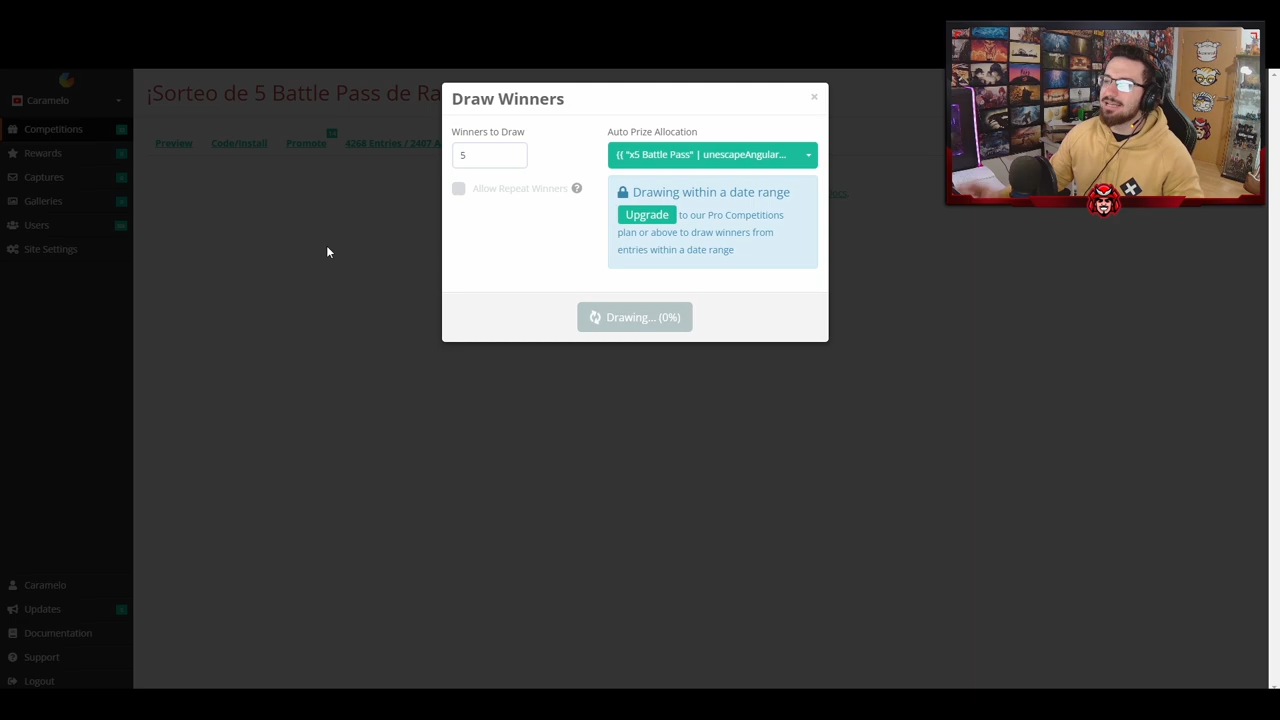 Caramelo
Competitions
Rewards
Captures
Galleries
Users
Site Settings
Caramelo
Updates
Documentation
Support
Logout
¡Sorteo de 5 Battle Pass de Ra
Preview
Code/Install
Promote
4268 Entries / 2407 A
Draw Winners
×
Winners to Draw
5
Allow Repeat Winners ?
Auto Prize Allocation
{{ "x5 Battle Pass" | unescapeAngular...
Drawing within a date range
Upgrade to our Pro Competitions
plan or above to draw winners from
entries within a date range
Drawing... (0%)